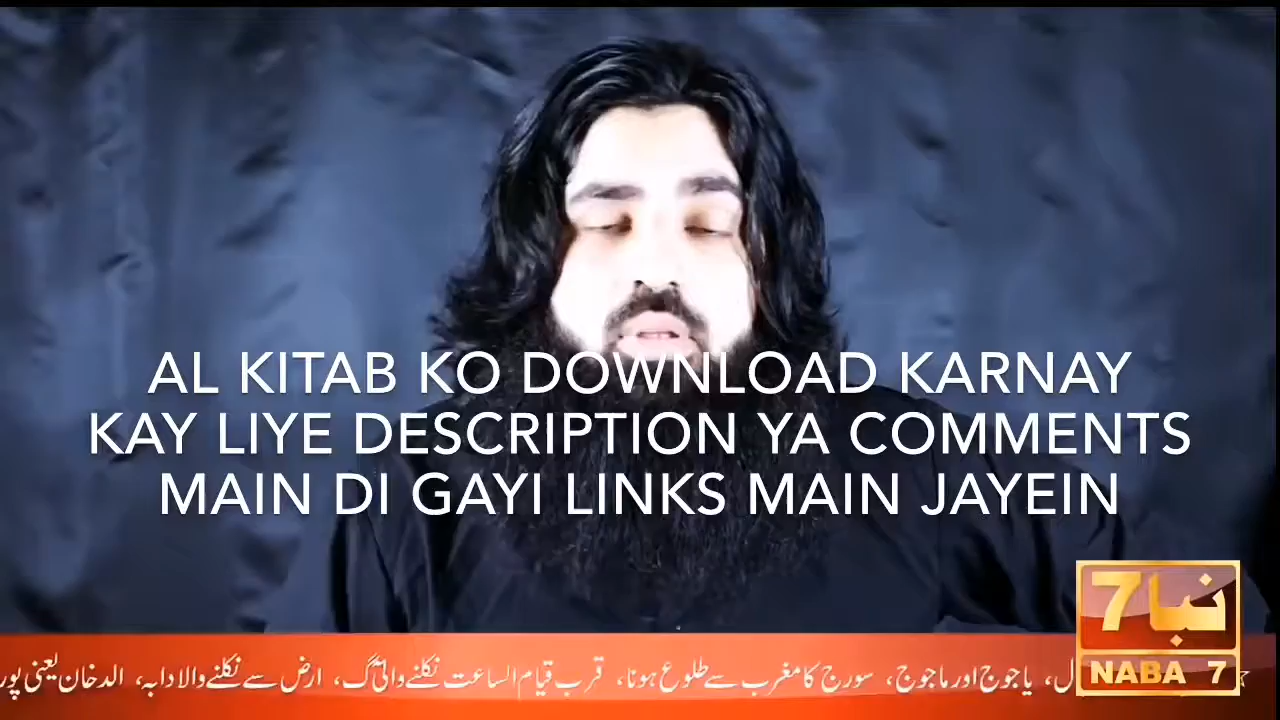 AL KITAB KO DOWNLOAD KARNAY
KAY LIYE DESCRIPTION YA COMMENTS
MAIN DI GAYI LINKS MAIN JAYEIN
نبا 7
ل، یاجوج اور ماجوج، سورج کا مغرب سے طلوع ہونا، قرب قیام الساعت نکلنے والی آگ، ارض سے نکلنے والا دابہ، الدخان یعنی پور
NABA 7